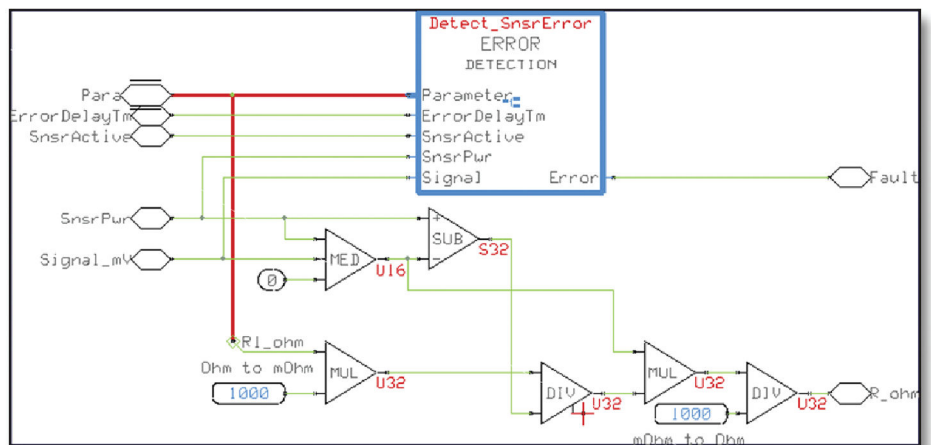 Detect_SnsrError
ERROR
DETECTION
Para
Parameter
ErrorDelayTm
ErrorDelayTm
SnsrActive
SnsrActive
SnsrPwr
Signal
Error
Fault
SnsrPwr
+
SUB
-
S32
Signal_mV
MED
U16
0
R1_ohm
Ohm to mOhm
MUL
U32
1000
DIV
U32
MUL
U32
1000
DIV
U32
R_ohm
mOhm to Ohm